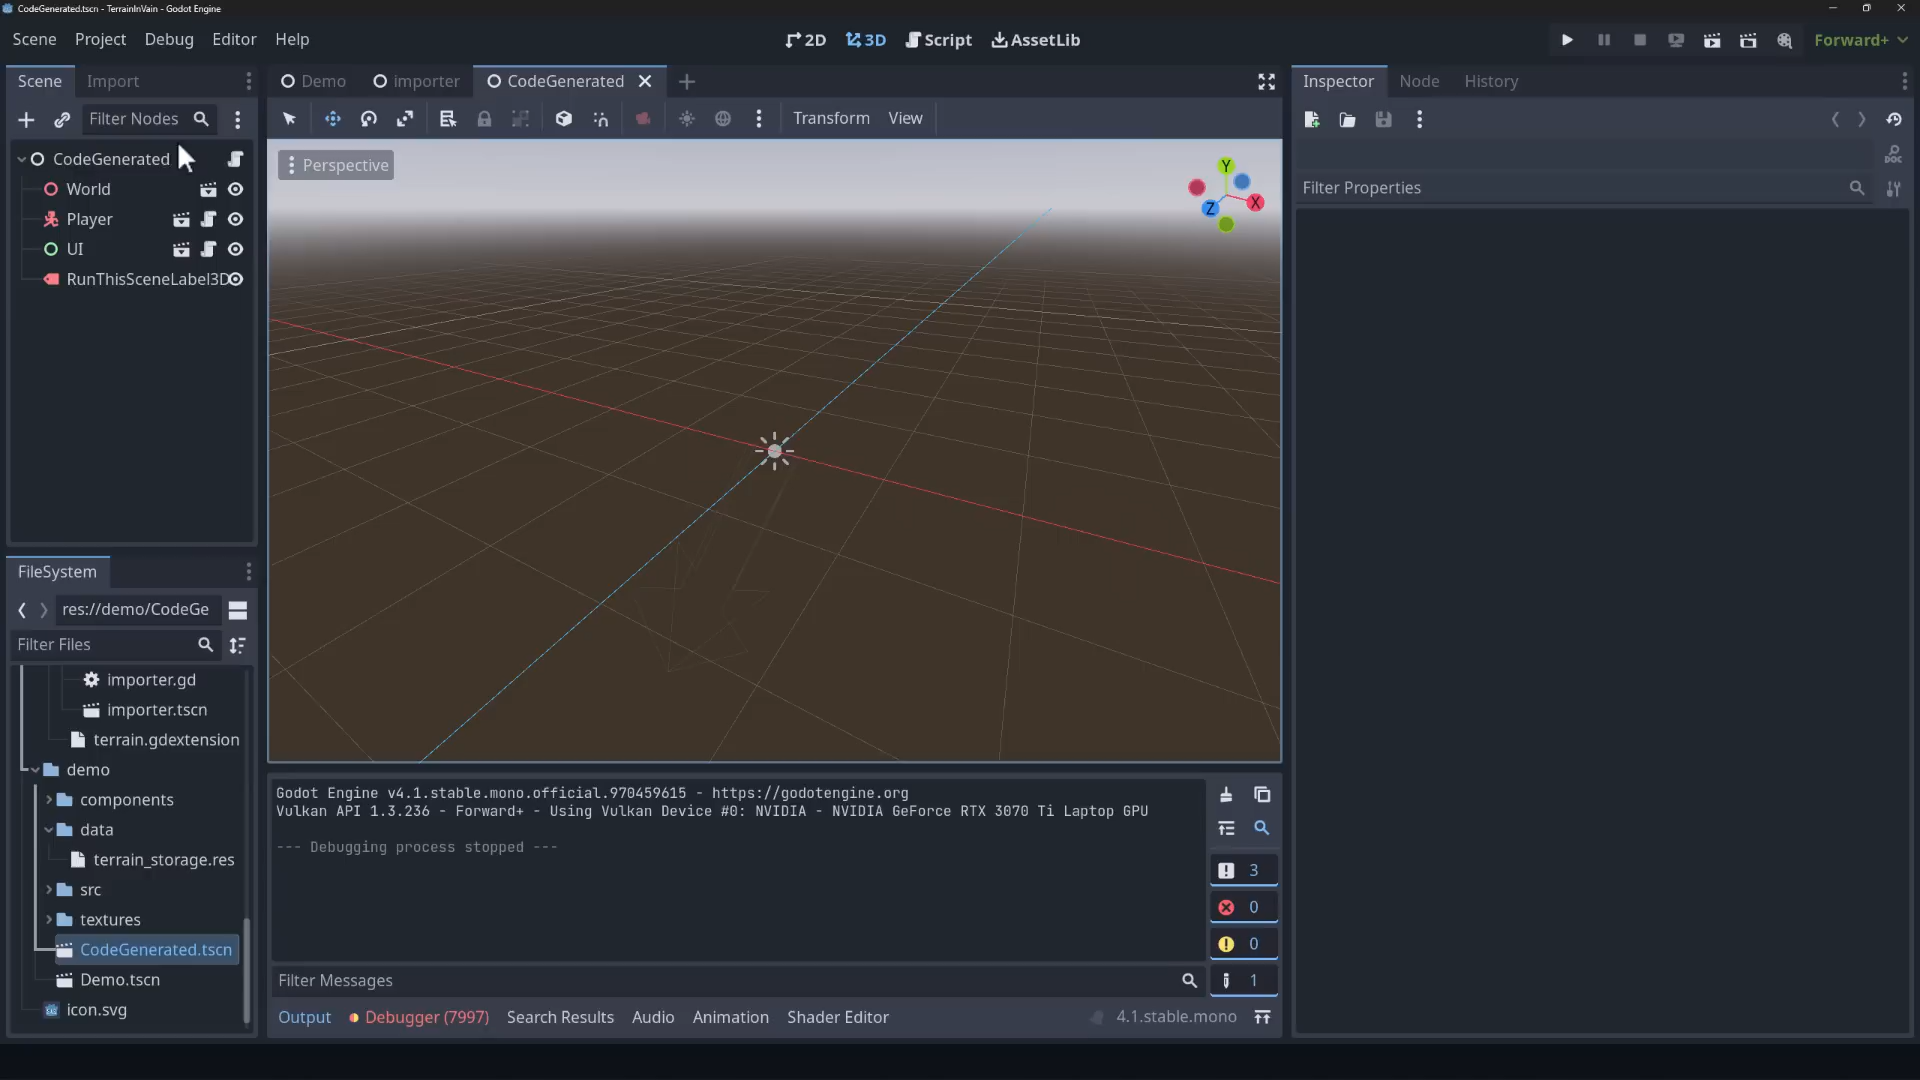 CodeGenerated.tscn - TerrainInVain - Godot Engine
Scene Project Debug Editor Help
2D 3D Script AssetLib
Forward+
Scene Import
Demo importer CodeGenerated
Inspector Node History
Filter Nodes
Transform View
CodeGenerated
World
Player
UI
RunThisSceneLabel3D
Perspective
Y
X
Z
DOC
Filter Properties
FileSystem
res://demo/CodeGe
Filter Files
importer.gd
importer.tscn
terrain.gdextension
demo
components
data
terrain_storage.res
src
textures
CodeGenerated.tscn
Demo.tscn
icon.svg
Godot Engine v4.1.stable.mono.official.970459615 - https://godotengine.org
Vulkan API 1.3.236 - Forward+ - Using Vulkan Device #0: NVIDIA - NVIDIA GeForce RTX 3070 Ti Laptop GPU
--- Debugging process stopped ---
3
0
0
1
Filter Messages
Output Debugger (7997) Search Results Audio Animation Shader Editor
4.1.stable.mono